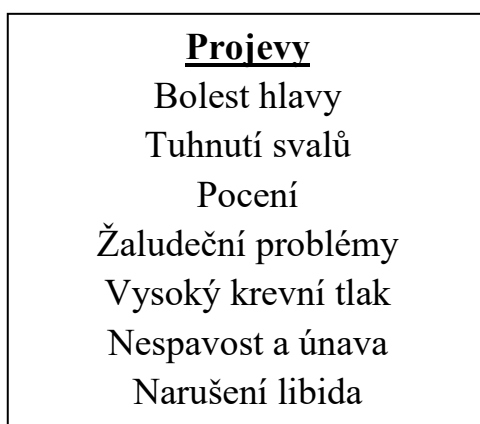 Projevy
Bolest hlavy
Tuhnutí svalů
Pocení
Žaludeční problémy
Vysoký krevní tlak
Nespavost a únava
Narušení libida